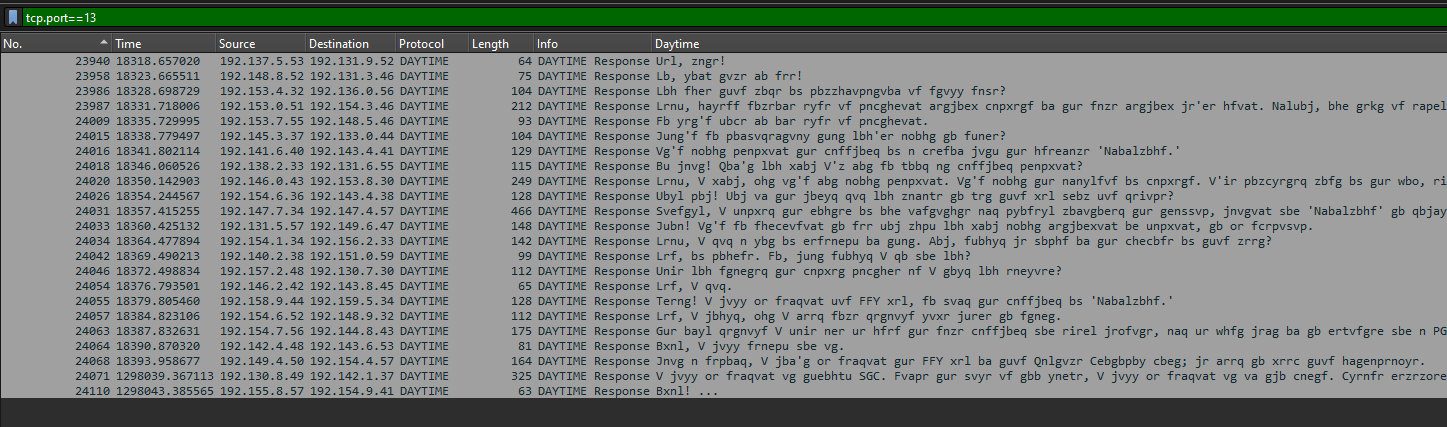 tcp.port==13
No. Time Source Destination Protocol Length Info Daytime
23940 18318.657020 192.137.5.53 192.131.9.52 DAYTIME 64 DAYTIME Response Url, zngr!
23958 18323.665511 192.148.8.52 192.131.3.46 DAYTIME 75 DAYTIME Response Lb, ybat gvzr ab frr!
23986 18328.698729 192.153.4.32 192.136.0.56 DAYTIME 104 DAYTIME Response Lbh fher guvf zbqr bs pbzzhavpngvba vf fgvyy fnsr?
23987 18331.718006 192.153.0.51 192.154.3.46 DAYTIME 212 DAYTIME Response Lrnu, hayrff fbzrbar ryfr vf pncghevat argjbex cnpxrgf ba gur fnzr argjbex jr'er hfvat. Nalubj, bhe grkg vf rapel
24009 18335.729995 192.153.7.55 192.148.5.46 DAYTIME 93 DAYTIME Response Fb yrg'f ubcr ab bar ryfr vf pncghevat.
24015 18338.779497 192.145.3.37 192.133.0.44 DAYTIME 104 DAYTIME Response Jung'f fb pbasvqragvny gung lbh'er nobhg gb funer?
24016 18341.802114 192.141.6.40 192.143.4.41 DAYTIME 129 DAYTIME Response Vg'f nobhg penpxvat gur cnffjbeq bs n crefba jvgu gur hfreanzr 'Nabalzbhf.'
24018 18346.060526 192.138.2.33 192.131.6.55 DAYTIME 115 DAYTIME Response Bu jnvg! Qba'g lbh xabj V'z abg fb tbbq ng cnffjbeq penpxvat?
24020 18350.142903 192.146.0.43 192.153.8.30 DAYTIME 249 DAYTIME Response Lrnu, V xabj, ohg vg'f abg nobhg penpxvat. Vg'f nobhg gur nanylfvf bs cnpxrgf. V'ir pbzcyrgrq zbfg bs gur wbo, ri
24026 18354.244567 192.154.6.36 192.143.4.38 DAYTIME 128 DAYTIME Response Ubyl pbj! Ubj va gur jbeyq qvq lbh znantr gb trg guvf xrl sebz uvf qrivpr?
24031 18357.415255 192.147.7.34 192.147.4.57 DAYTIME 466 DAYTIME Response Svefgyl, V unpxrq gur ebhgre bs bhe vafgvghgr naq pybfryl zbavgberq gur genssvp, jnvgvat sbe 'Nabalzbhf' gb qbjay
24033 18360.425132 192.131.5.57 192.149.6.47 DAYTIME 148 DAYTIME Response Jubn! Vg'f fb fhecevfvat gb frr ubj zhpu lbh xabj nobhg argjbexvat be unpxvat, gb or fcrpvsvp.
24034 18364.477894 192.154.1.34 192.156.2.33 DAYTIME 142 DAYTIME Response Lrnu, V qvq n ybg bs erfrnepu ba gung. Abj, fubhyq jr sbphf ba gur checbfr bs guvf zrrg?
24042 18369.490213 192.140.2.38 192.151.0.59 DAYTIME 99 DAYTIME Response Lrf, bs pbhefr. Fb, jung fubhyq V qb sbe lbh?
24046 18372.498834 192.157.2.48 192.130.7.30 DAYTIME 112 DAYTIME Response Unir lbh fgnegrq gur cnpxrg pncgher nf V gbyq lbh rneyvre?
24054 18376.793501 192.146.2.42 192.143.8.45 DAYTIME 65 DAYTIME Response Lrf, V qvq.
24055 18379.805460 192.158.9.44 192.159.5.34 DAYTIME 128 DAYTIME Response Terng! V jvyy or fraqvat uvf FFY xrl, fb svaq gur cnffjbeq bs 'Nabalzbhf.'
24057 18384.823106 192.154.6.52 192.148.9.32 DAYTIME 112 DAYTIME Response Lrf, V jbhyq, ohg V arrq fbzr qrgnvyf yvxr jurer gb fgneg.
24063 18387.832631 192.154.7.56 192.144.8.43 DAYTIME 175 DAYTIME Response Gur bayl qrgnvyf V unir ner ur hfrf gur fnzr cnffjbeq sbe rirel jrofvgr, naq ur whfg jrag ba gb ertvfgre sbe n PG
24064 18390.870320 192.142.4.48 192.143.6.53 DAYTIME 81 DAYTIME Response Bxnl, V jvyy frnepu sbe vg.
24068 18393.958677 192.149.4.50 192.154.4.57 DAYTIME 164 DAYTIME Response Jnvg n frpbaq, V jba'g or fraqvat gur FFY xrl ba guvf Qnlgvzr Cebgbpby cbeg; jr arrq gb xrrc guvf hagenprnoyr.
24071 1298039.367113 192.130.8.49 192.142.1.37 DAYTIME 325 DAYTIME Response V jvyy or fraqvat vg guebhtu SGC. Fvapr gur svyr vf gbb ynetr, V jvyy or fraqvat vg va gjb cnegf. Cyrnfr erzrzore
24110 1298043.385565 192.155.8.57 192.154.9.41 DAYTIME 63 DAYTIME Response Bxnl! ...